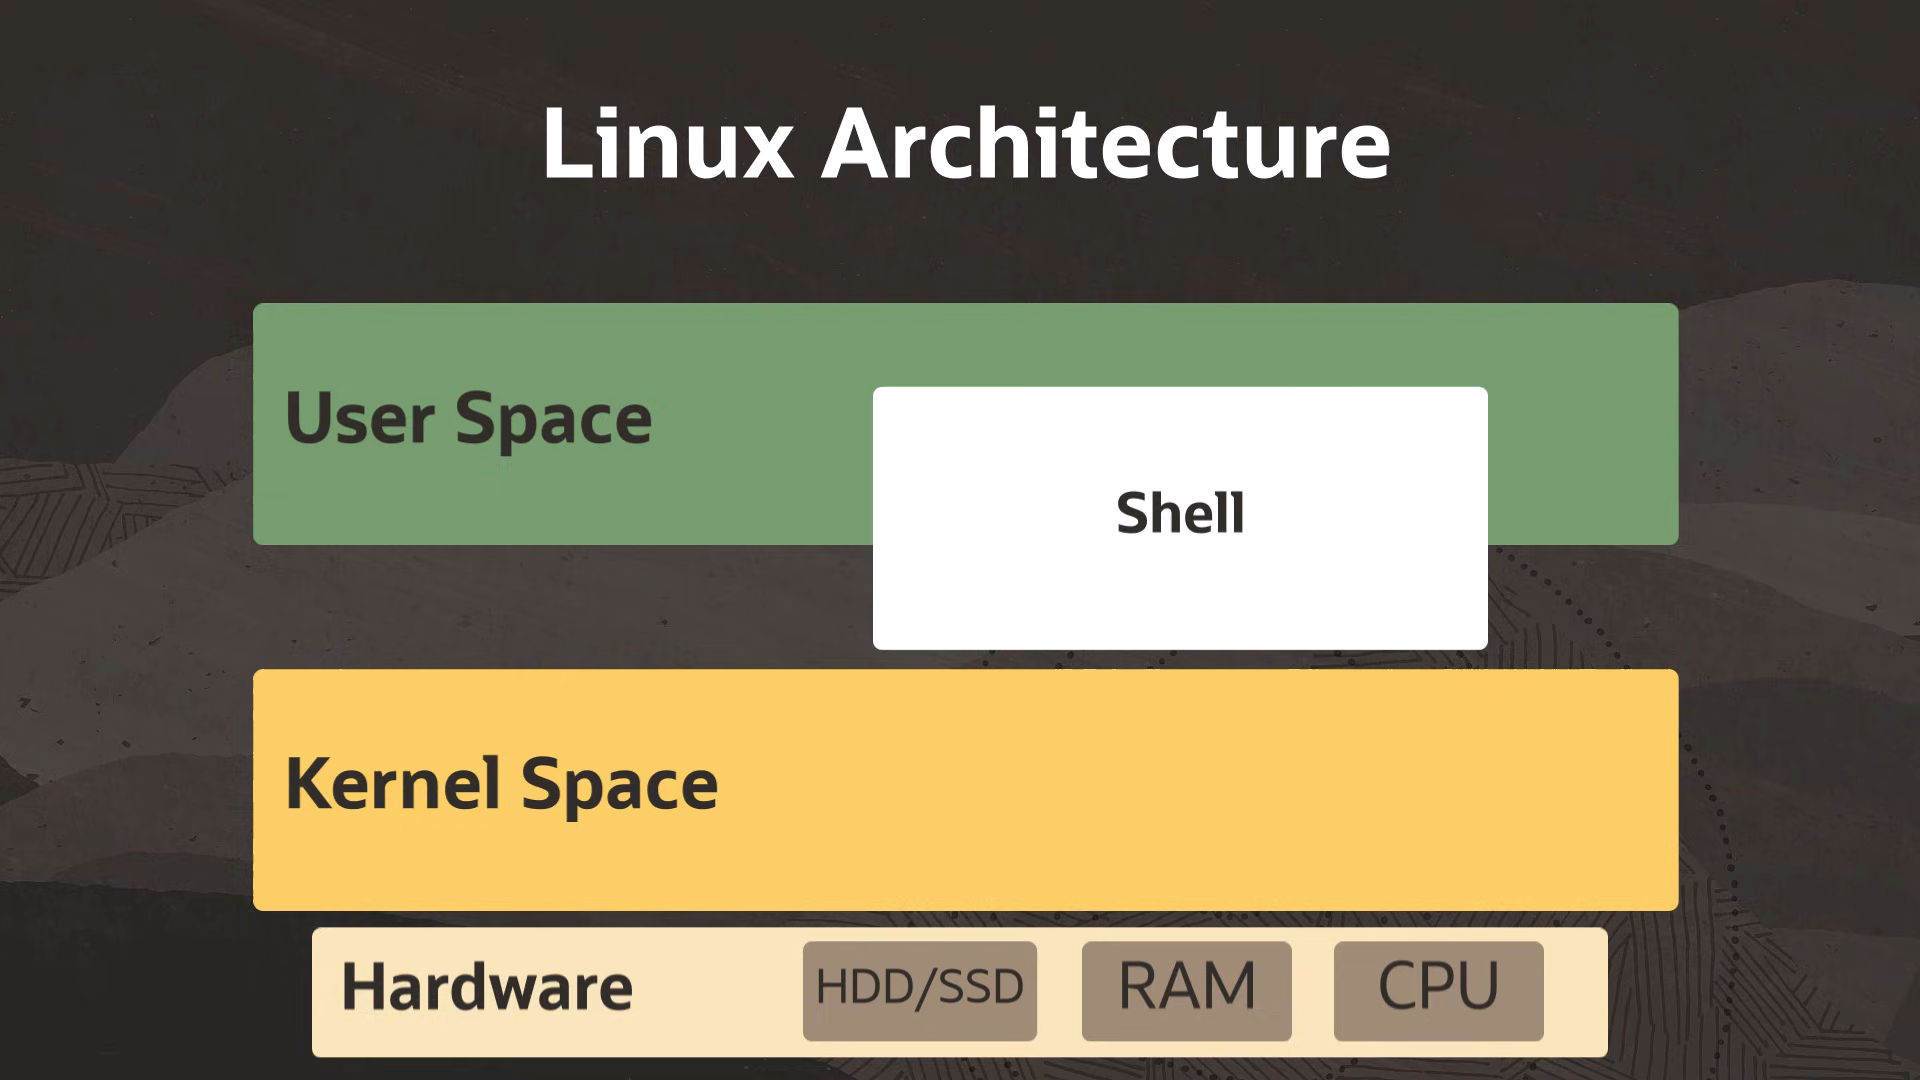 Linux Architecture
User Space
Shell
Kernel Space
Hardware
HDD/SSD
RAM
CPU